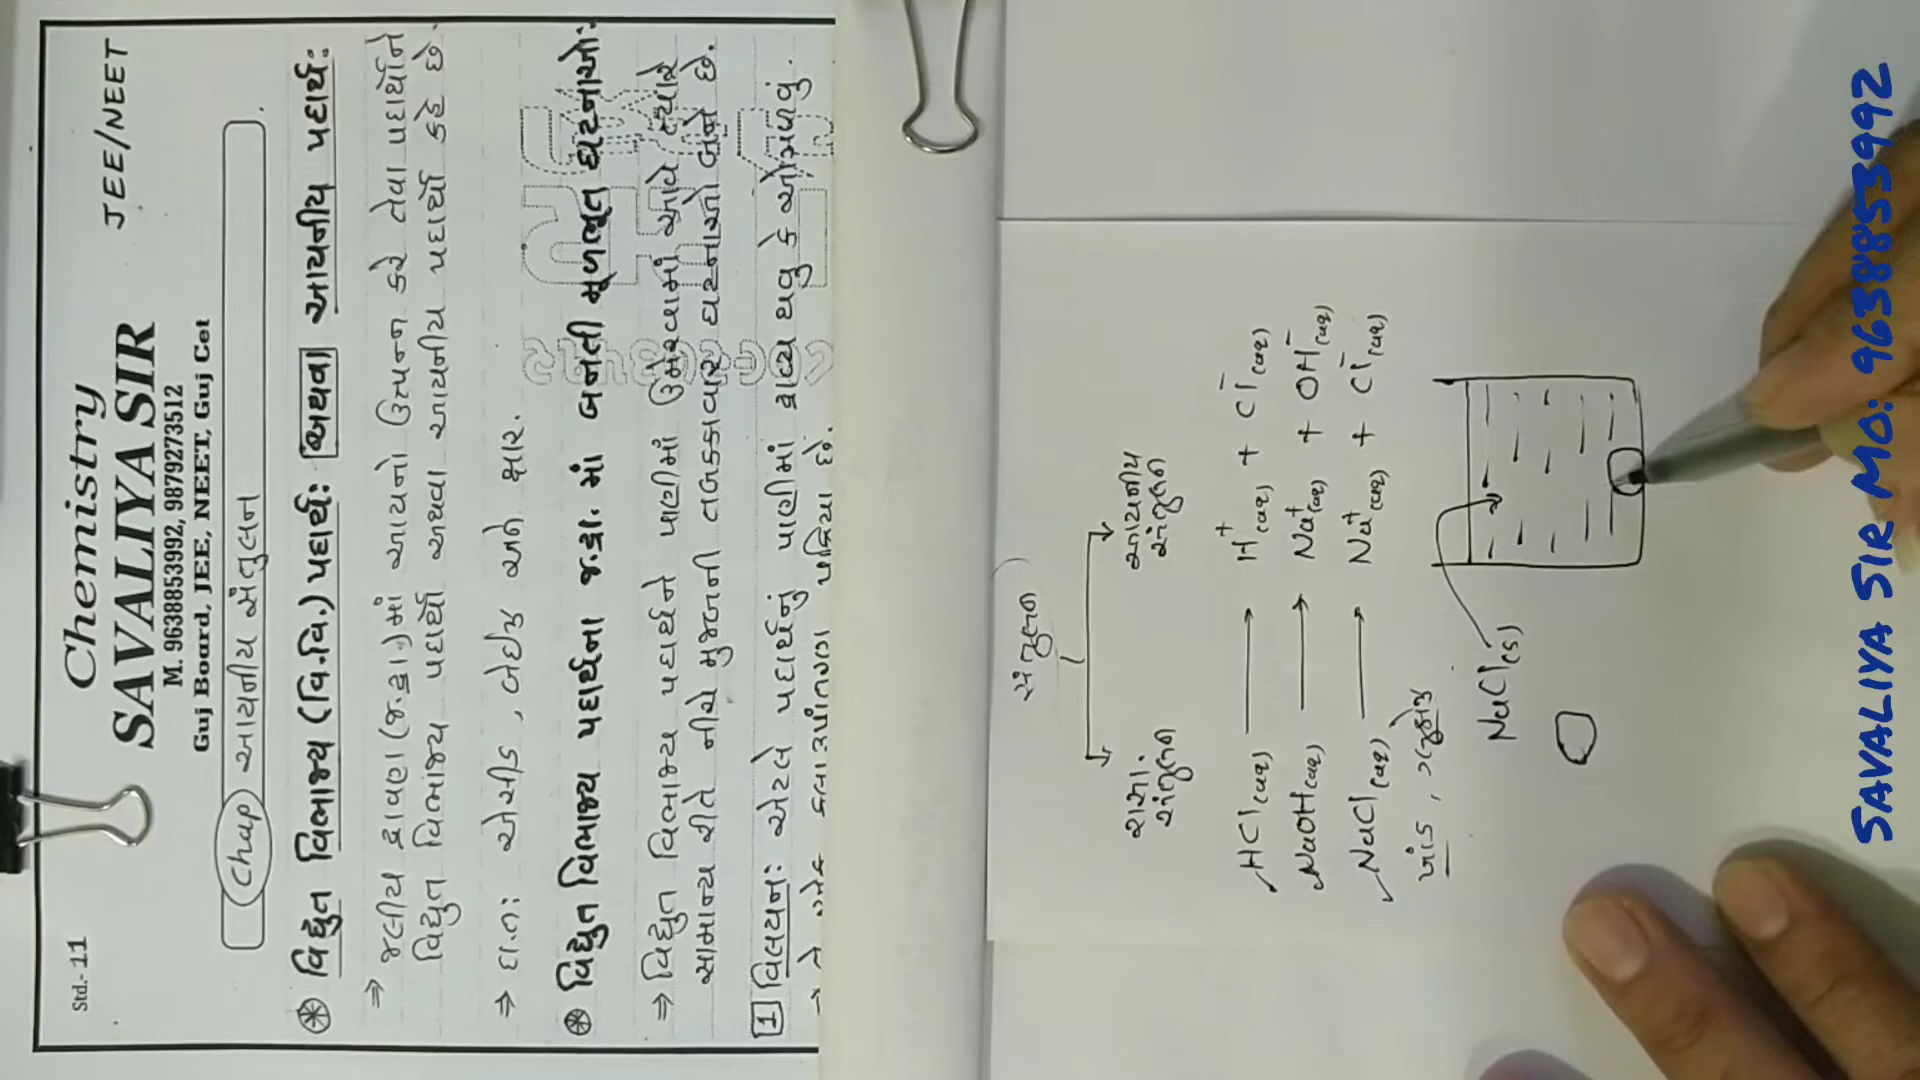 Std.- 11
Chemistry
JEE/NEET
SAVALIYA SIR
M. 9638853992, 9879273512
Guj Board, JEE, NEET, Guj Cet
Chap આયનીય સંતુલન
વિદ્યુત વિભાજ્ય (વિ.વિ.) પદાર્થ: અથવા આયનીય પદાર્થ:
⇒ જલીય દ્રાવણ (જ.દ્રા.) માં આયનો ઉત્પન્ન કરે તેવા પદાર્થોને
વિદ્યુત વિભાજ્ય પદાર્થો અથવા આયનીય પદાર્થો કહે છે.
⇒ દા.ત: એસીડ, બેઈઝ અને ક્ષાર.
વિદ્યુત વિભાજ્ય પદાર્થના જ.દ્રા. માં બનતી મૂળભૂત ઘટનાઓ:
⇒ વિદ્યુત વિભાજ્ય પદાર્થને પાણીમાં ઉમેરવામાં આવે ત્યારે
સામાન્ય રીતે નીચે મુજબની તબક્કાવાર ઘટનાઓ બને છે.
1 વિલયન: એટલે પદાર્થનું પાણીમાં દ્રાવ્ય થવું કે ઓગળવું.
સંતુલન
રાસા. સંતુલન
આયનીય સંતુલન
HCl(aq) → H⁺(aq) + Cl⁻(aq)
NaOH(aq) → Na⁺(aq) + OH⁻(aq)
NaCl(aq) → Na⁺(aq) + Cl⁻(aq)
ખાંડ,
NaCl(s)
SAVALIYA SIR MO: 9638853992